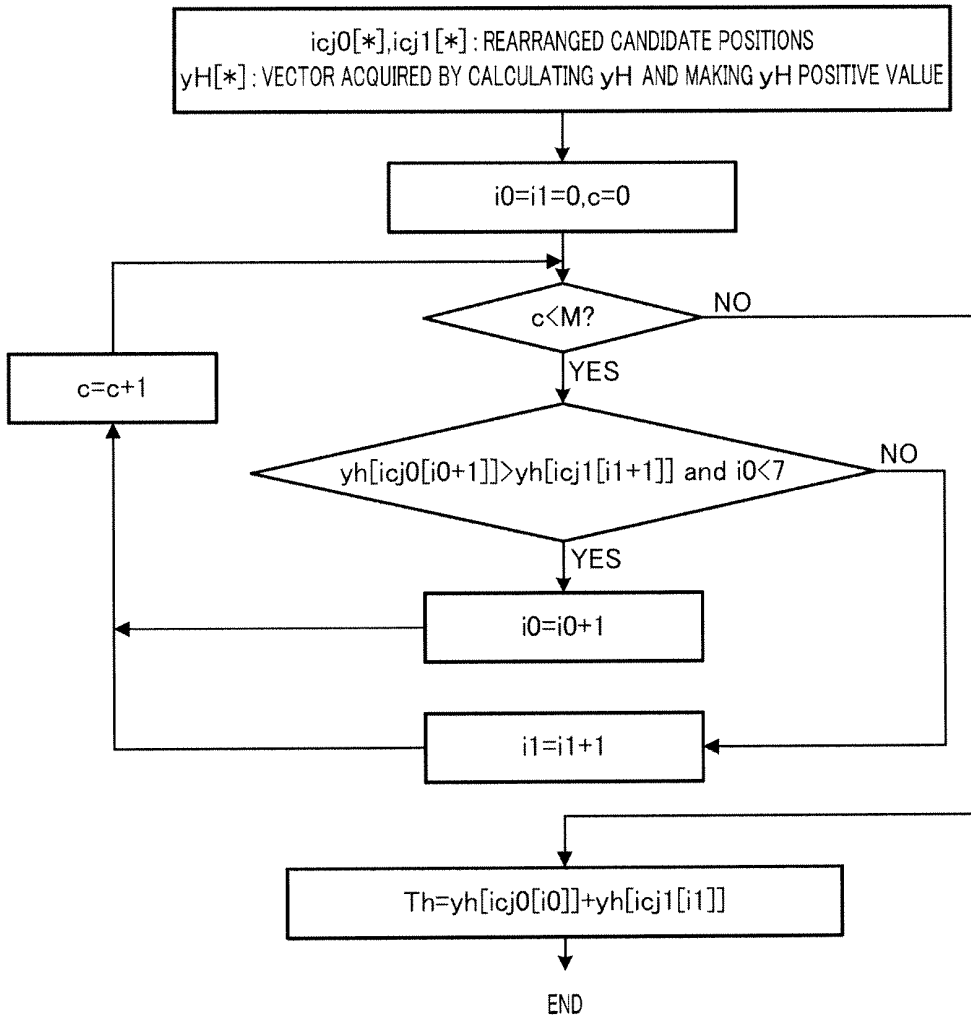 icj0[*],icj1[*] : REARRANGED CANDIDATE POSITIONS
yH[*] : VECTOR ACQUIRED BY CALCULATING yH AND MAKING yH POSITIVE VALUE
i0=i1=0,c=0
c<M?
NO
YES
c=c+1
yh[icj0[i0+1]]>yh[icj1[i1+1]] and i0<7
NO
YES
i0=i0+1
i1=i1+1
Th=yh[icj0[i0]]+yh[icj1[i1]]
END